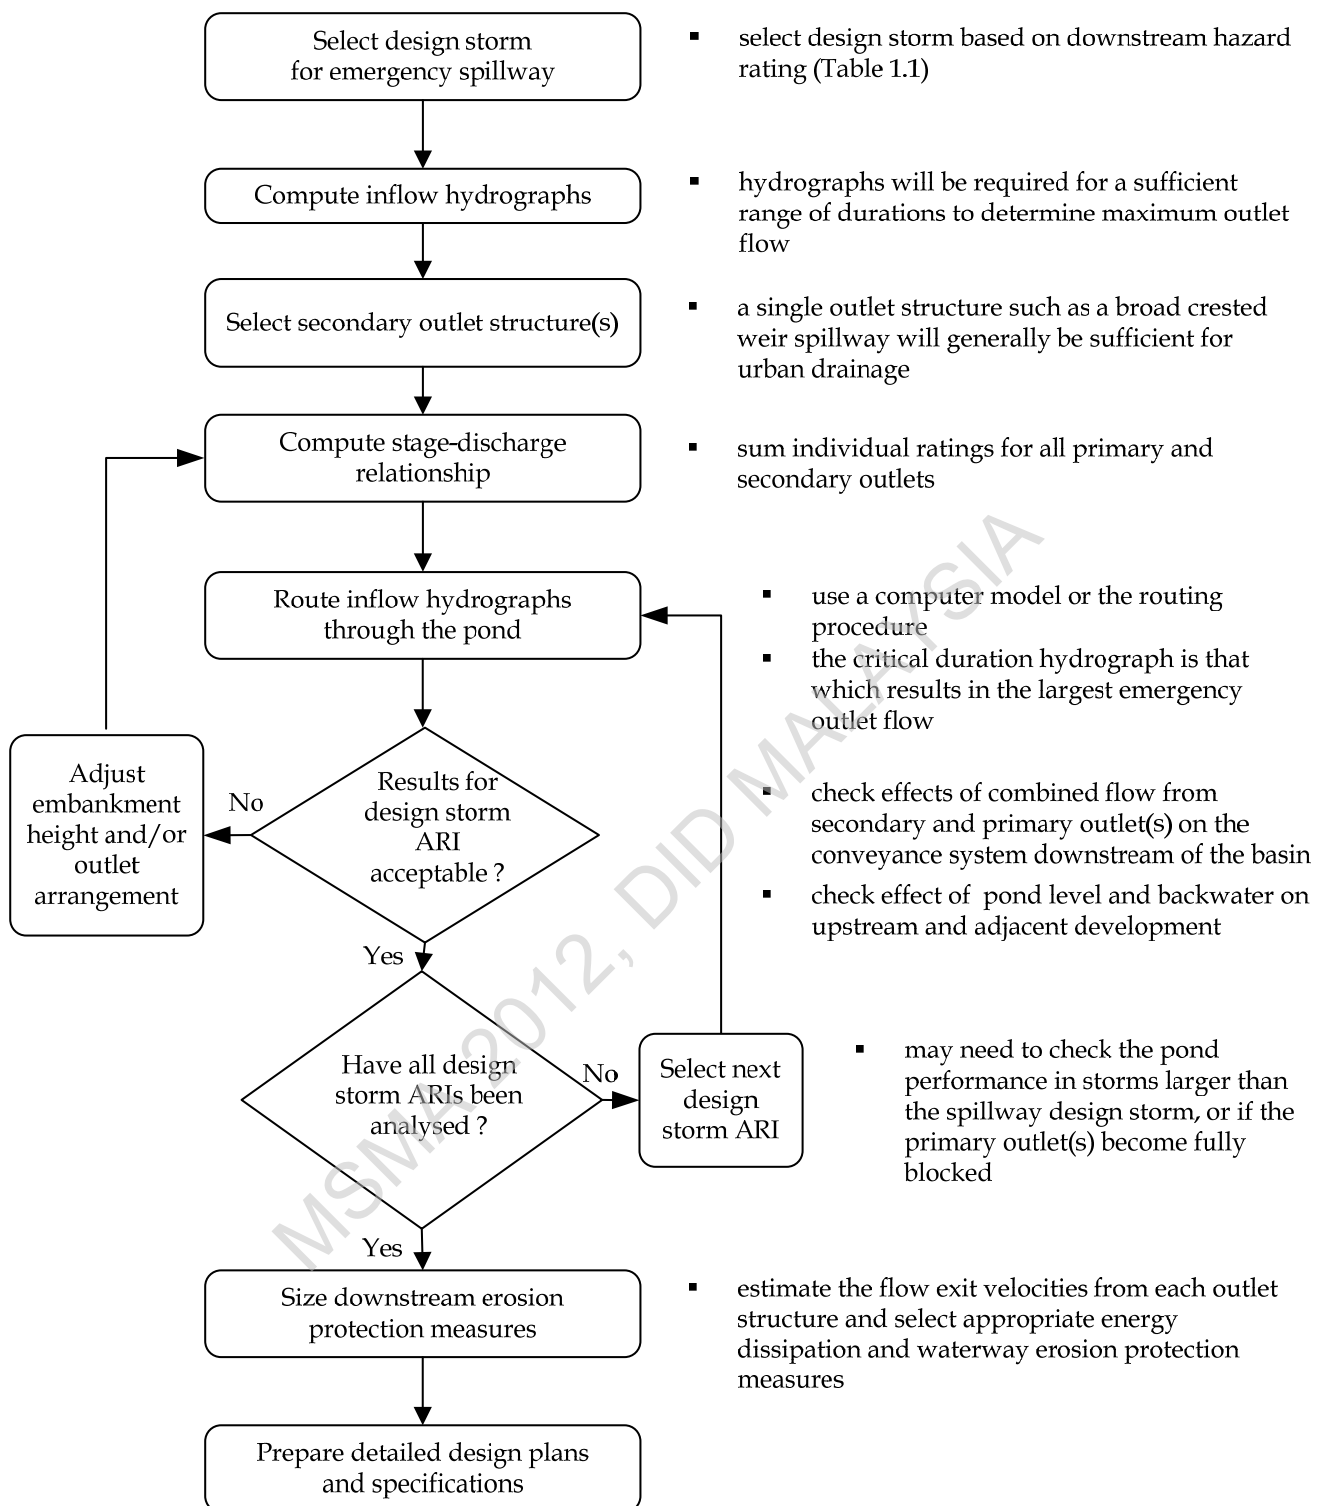 Select design storm
for emergency spillway
▪ select design storm based on downstream hazard
rating (Table 1.1)
Compute inflow hydrographs
▪ hydrographs will be required for a sufficient
range of durations to determine maximum outlet
flow
Select secondary outlet structure(s)
▪ a single outlet structure such as a broad crested
weir spillway will generally be sufficient for
urban drainage
Compute stage-discharge
relationship
▪ sum individual ratings for all primary and
secondary outlets
Route inflow hydrographs
through the pond
▪ use a computer model or the routing
procedure
▪ the critical duration hydrograph is that
which results in the largest emergency
outlet flow
Adjust
embankment
height and/or
outlet
arrangement
No
Results for
design storm
ARI
acceptable ?
▪ check effects of combined flow from
secondary and primary outlet(s) on the
conveyance system downstream of the basin
▪ check effect of pond level and backwater on
upstream and adjacent development
Yes
Have all design
storm ARIs been
analysed ?
No
Select next
design
storm ARI
▪ may need to check the pond
performance in storms larger than
the spillway design storm, or if the
primary outlet(s) become fully
blocked
Yes
Size downstream erosion
protection measures
▪ estimate the flow exit velocities from each outlet
structure and select appropriate energy
dissipation and waterway erosion protection
measures
Prepare detailed design plans
and specifications
MSMA 2012, DID MALAYSIA